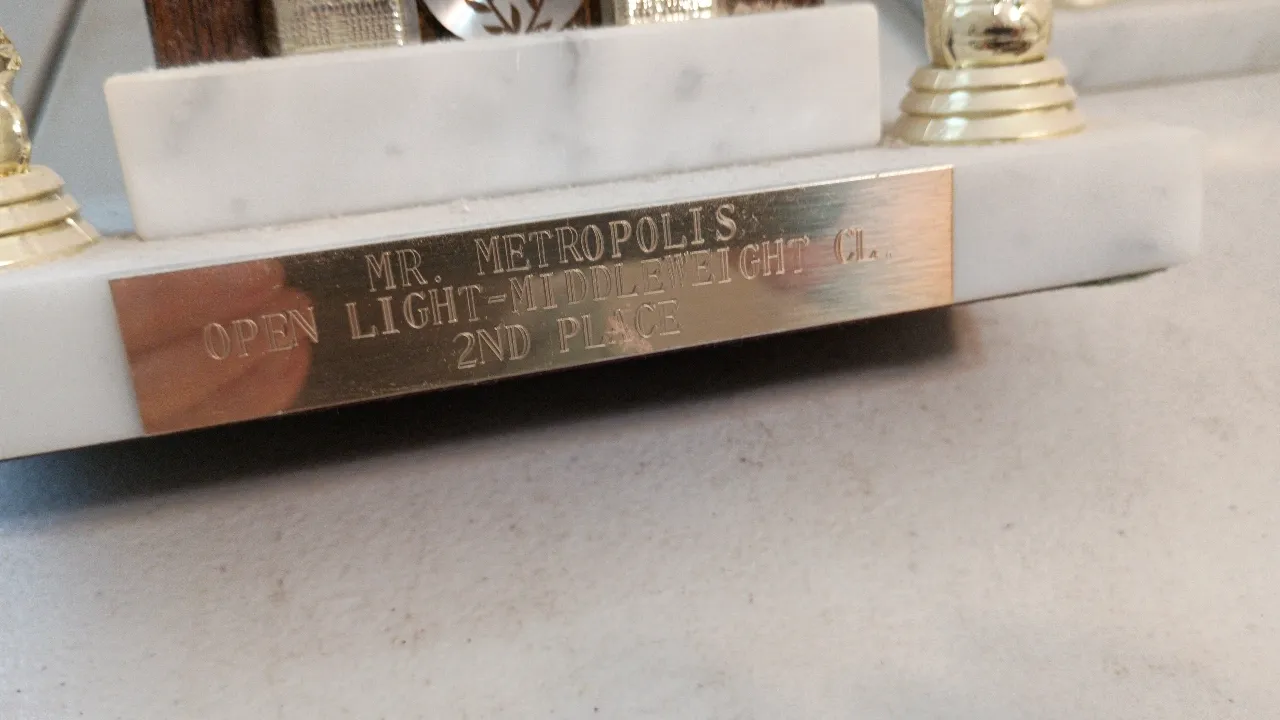 MR. METROPOLIS
OPEN LIGHT-MIDDLEWEIGHT CL.
2ND PLACE